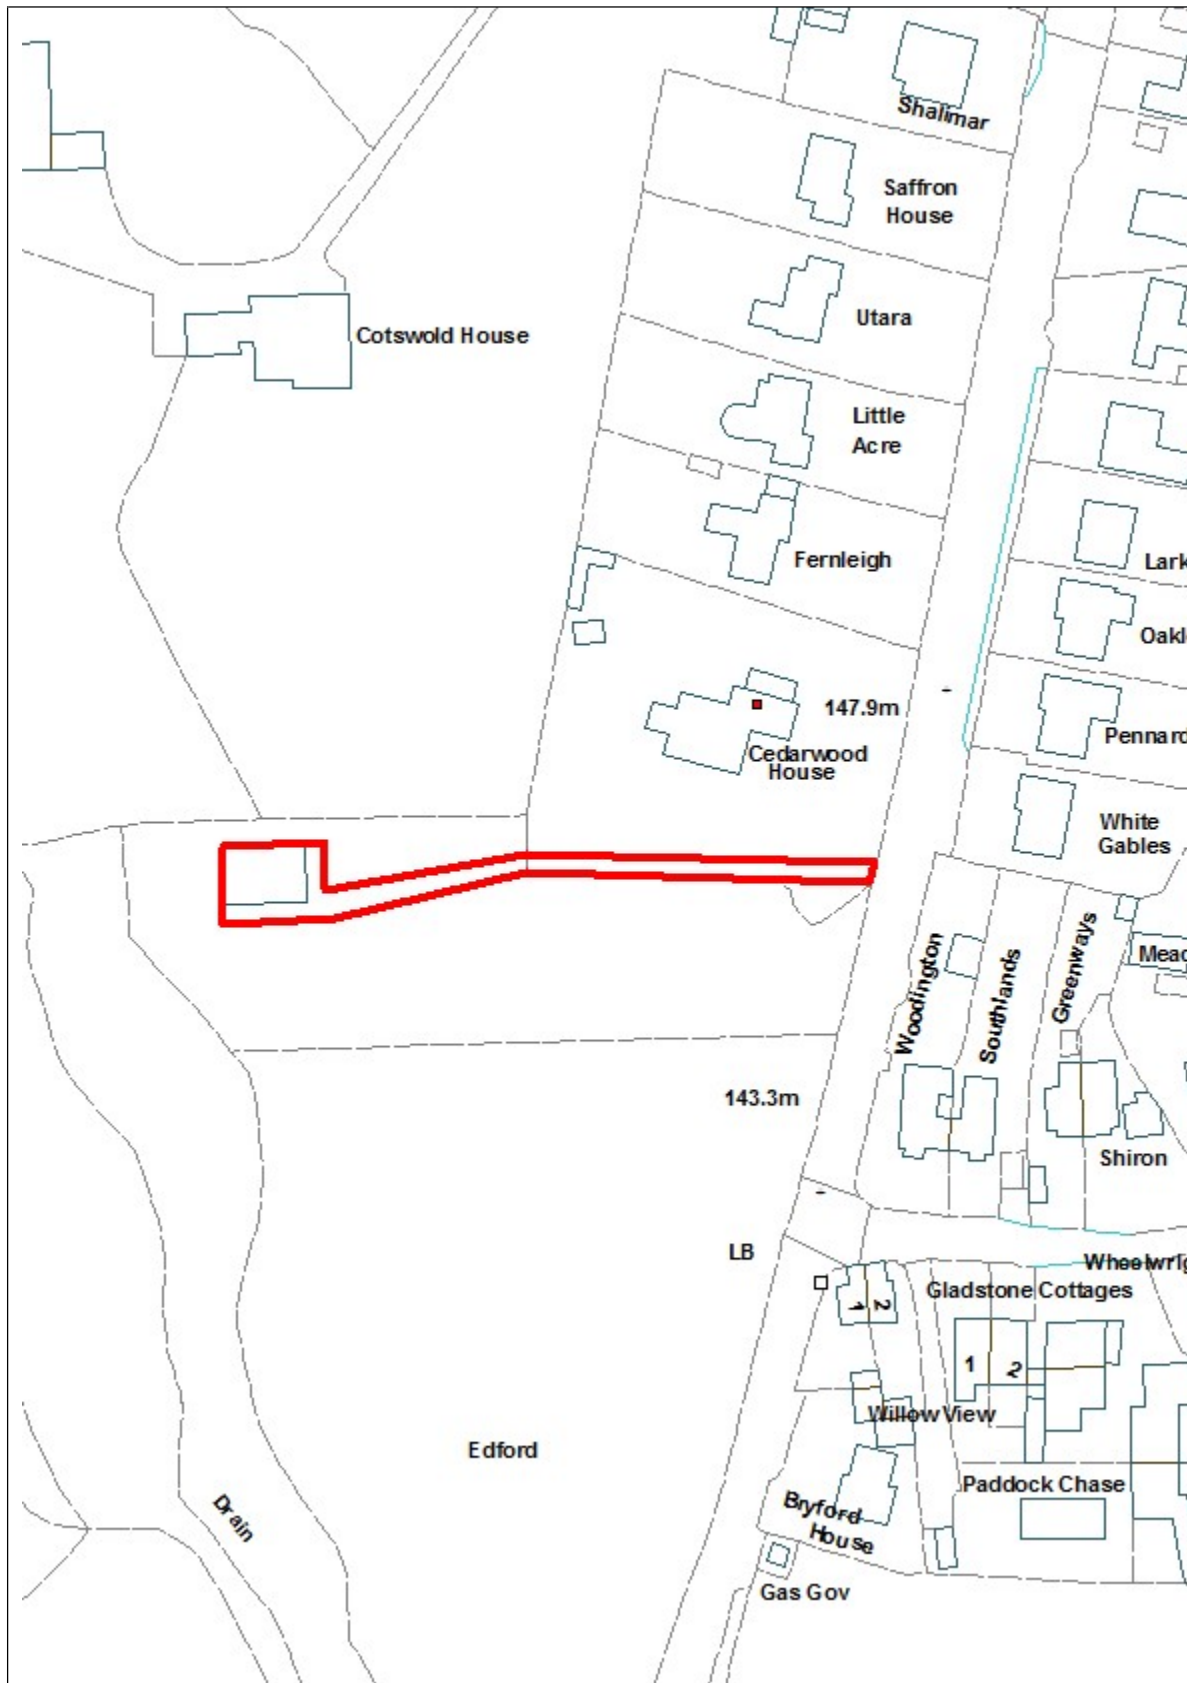 Shalimar
Saffron
House
Utara
Cotswold House
Little
Acre
Fernleigh
Lark
Oakl
147.9m
Pennard
Cedarwood
House
White
Gables
Woodington
Southlands
Greenways
Mead
143.3m
Shiron
LB
Wheelwrig
Gladstone Cottages
1
2
1
2
Willow View
Edford
Paddock Chase
Drain
Bryford
House
Gas Gov